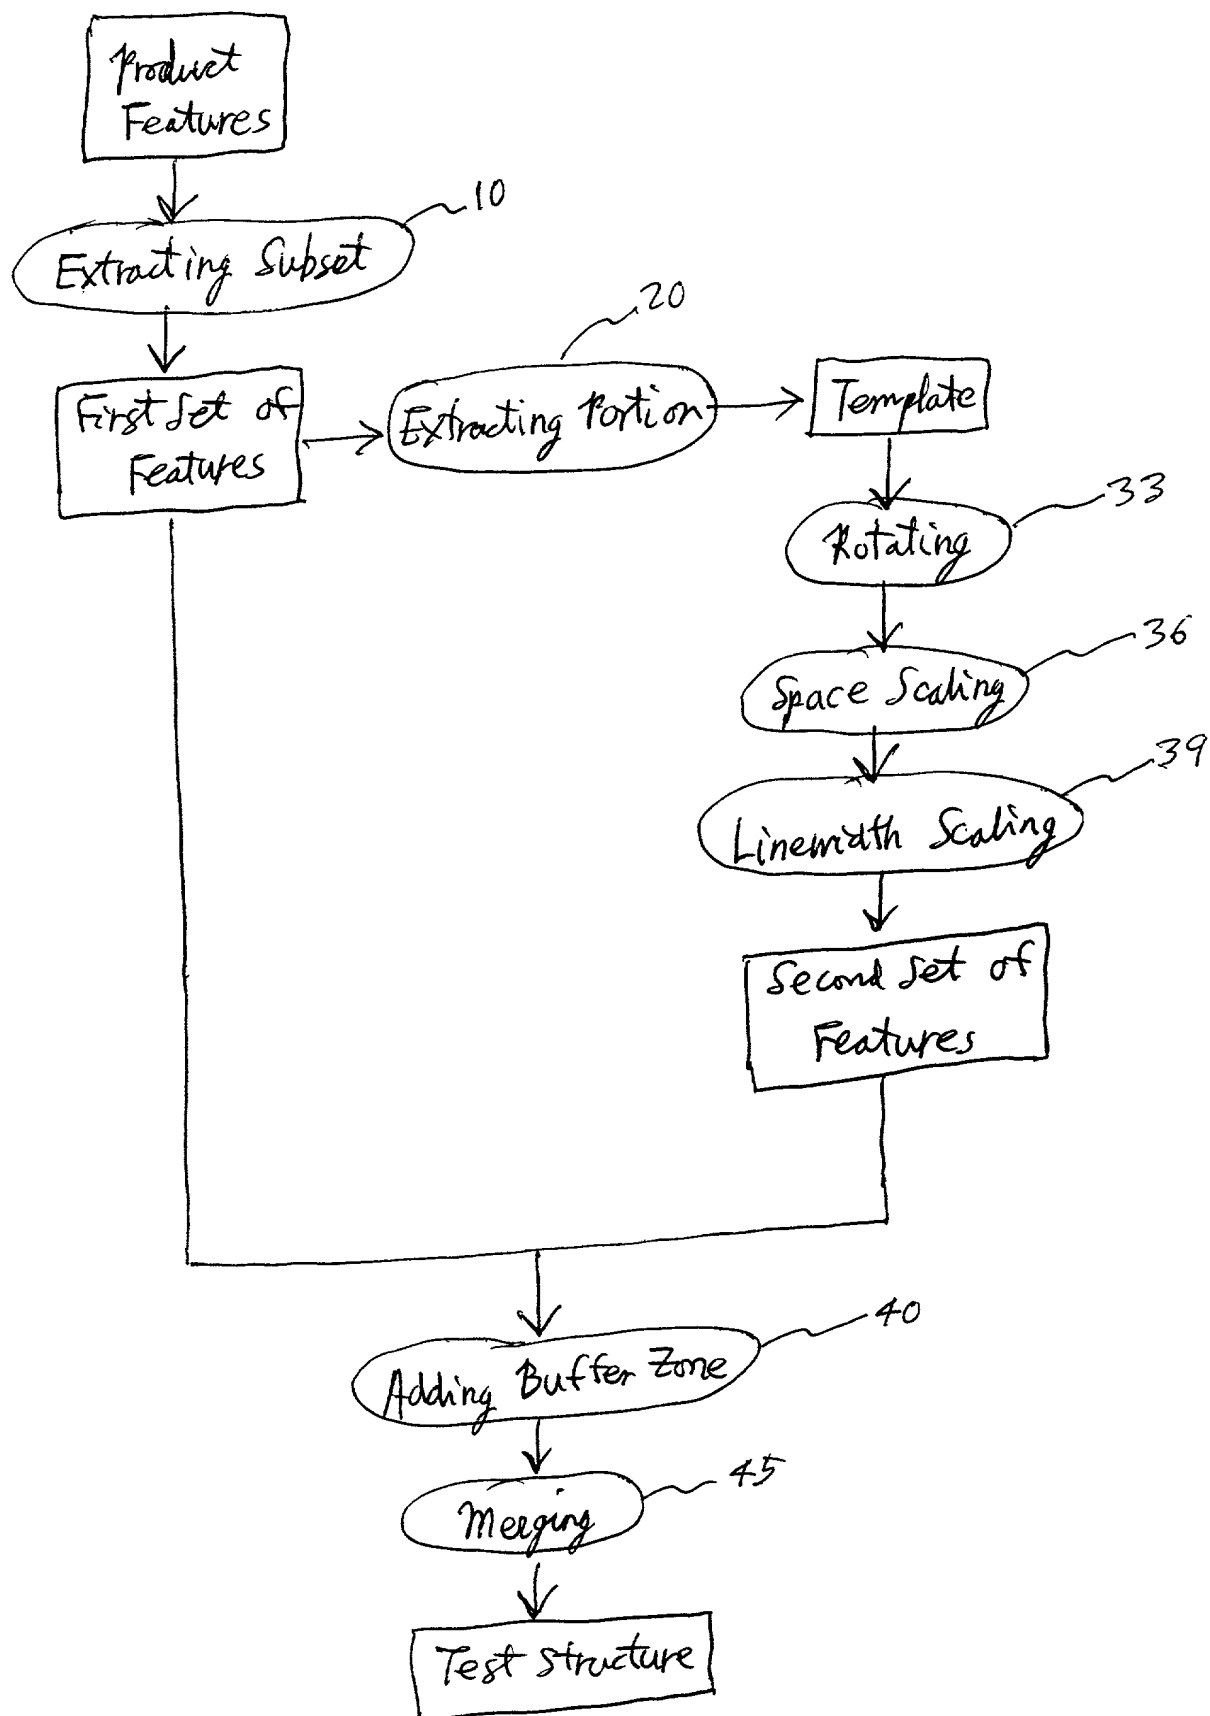 Product
Features
10
Extracting Subset
20
First Set of
Features
Extracting Portion
Template
33
Rotating
36
Space Scaling
39
Linewidth Scaling
Second Set of
Features
40
Adding Buffer Zone
45
Merging
Test Structure